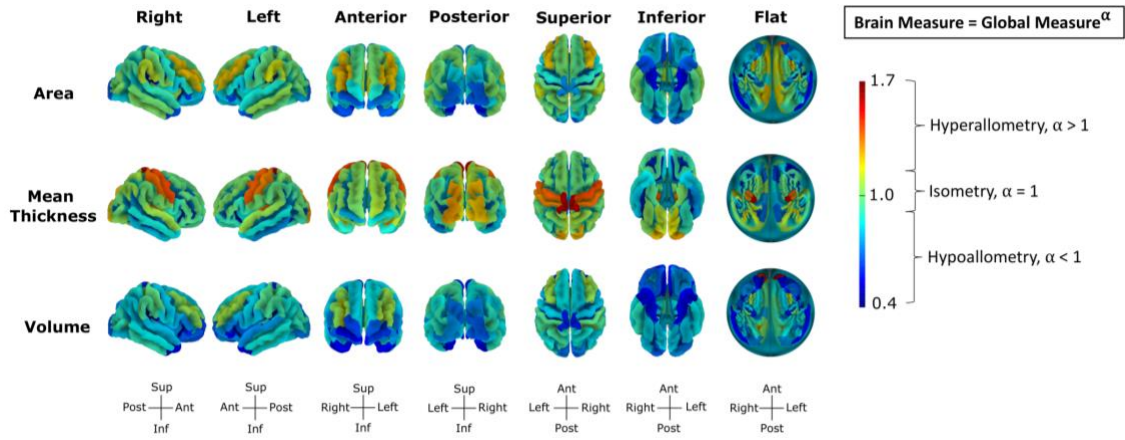 Right Left Anterior Posterior Superior Inferior Flat
Brain Measure = Global Measureα
Area
1.7
Hyperallometry, α > 1
Mean
Thickness
1.0
Isometry, α = 1
Hypoallometry, α < 1
0.4
Volume
Sup Sup Sup Sup Ant Ant Ant
Post Ant Ant Post Right Left Left Right Left Right Right Left Right Left
Inf Inf Inf Inf Post Post Post